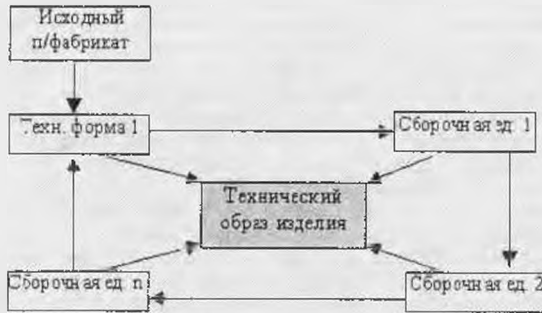 Исходный
п/фабрикат
Техн. форма 1
Сборочная ед. 1
Технический
образ изделия
Сборочная ед. n
Сборочная ед. 2